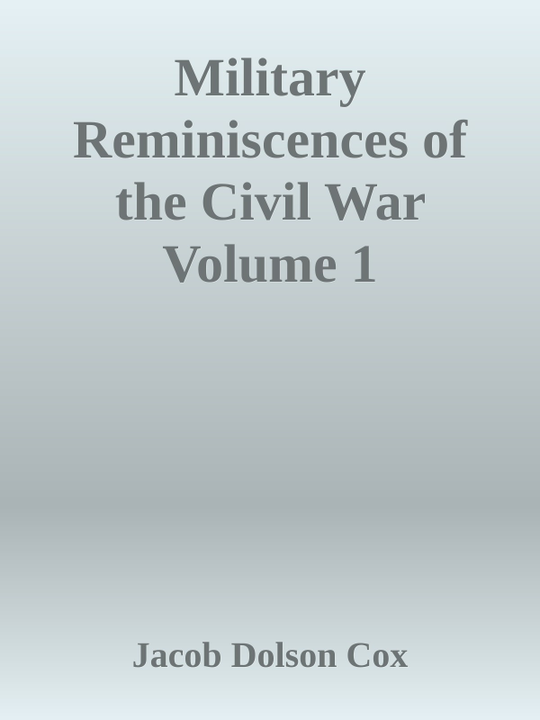 Military
Reminiscences of
the Civil War
Volume 1
Jacob Dolson Cox